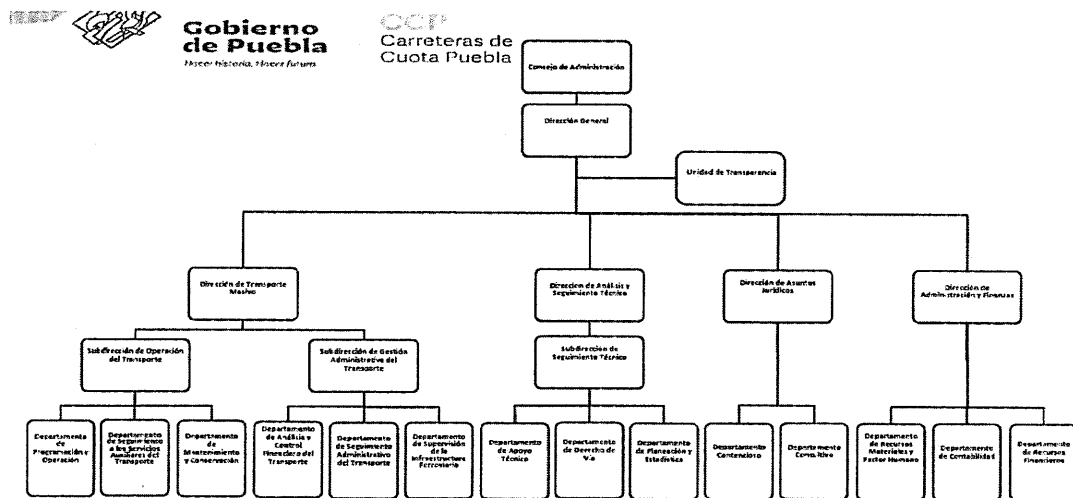 Gobierno
de Puebla
Hacer historia. Hacer futuro.
CCP
Carreteras de
Cuota Puebla
Consejo de Administración
Dirección General
Unidad de Transparencia
Dirección de Transporte
Masivo
Dirección de Análisis y
Seguimiento Técnico
Dirección de Asuntos
Jurídicos
Dirección de
Administración y Finanzas
Subdirección de Operación
del Transporte
Subdirección de Gestión
Administrativa del
Transporte
Subdirección de
Seguimiento Técnico
Departamento
de
Programación y
Operación
Departamento
de Seguimiento
a los Servicios
Auxiliares del
Transporte
Departamento
de
Mantenimiento
y Conservación
Departamento
de Análisis y
Control
Financiero del
Transporte
Departamento
de Seguimiento
Administrativo
del Transporte
Departamento
de Supervisión
de la
Infraestructura
Ferroviaria
Departamento
de Apoyo
Técnico
Departamento
de Derecho de
Vía
Departamento
de Planeación y
Estadística
Departamento
Contencioso
Departamento
Consultivo
Departamento
de Recursos
Materiales y
Factor Humano
Departamento
de Contabilidad
Departamento
de Recursos
Financieros